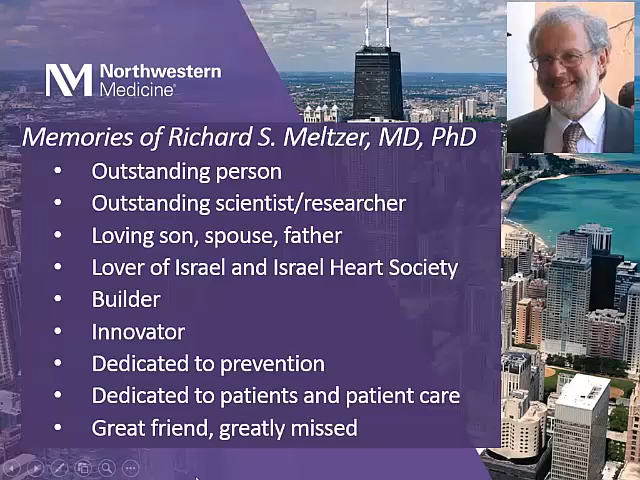 Northwestern
Medicine®
Memories of Richard S. Meltzer, MD, PhD
• Outstanding person
• Outstanding scientist/researcher
• Loving son, spouse, father
• Lover of Israel and Israel Heart Society
• Builder
• Innovator
• Dedicated to prevention
• Dedicated to patients and patient care
• Great friend, greatly missed